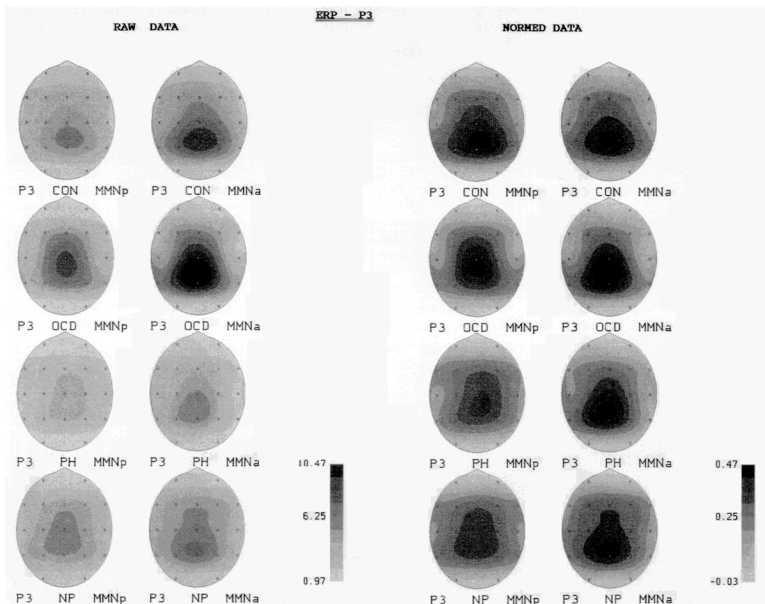 ERP - P3
RAW DATA
NORMED DATA
P3 CON MMNp P3 CON MMNa P3 CON MMNp P3 CON MMNa
P3 OCD MMNp P3 OCD MMNa P3 OCD MMNp P3 OCD MMNa
P3 PH MMNp P3 PH MMNa P3 PH MMNp P3 PH MMNa
10.47
6.25
0.97
0.47
0.25
-0.03
P3 NP MMNp P3 NP MMNa P3 NP MMNp P3 NP MMNa